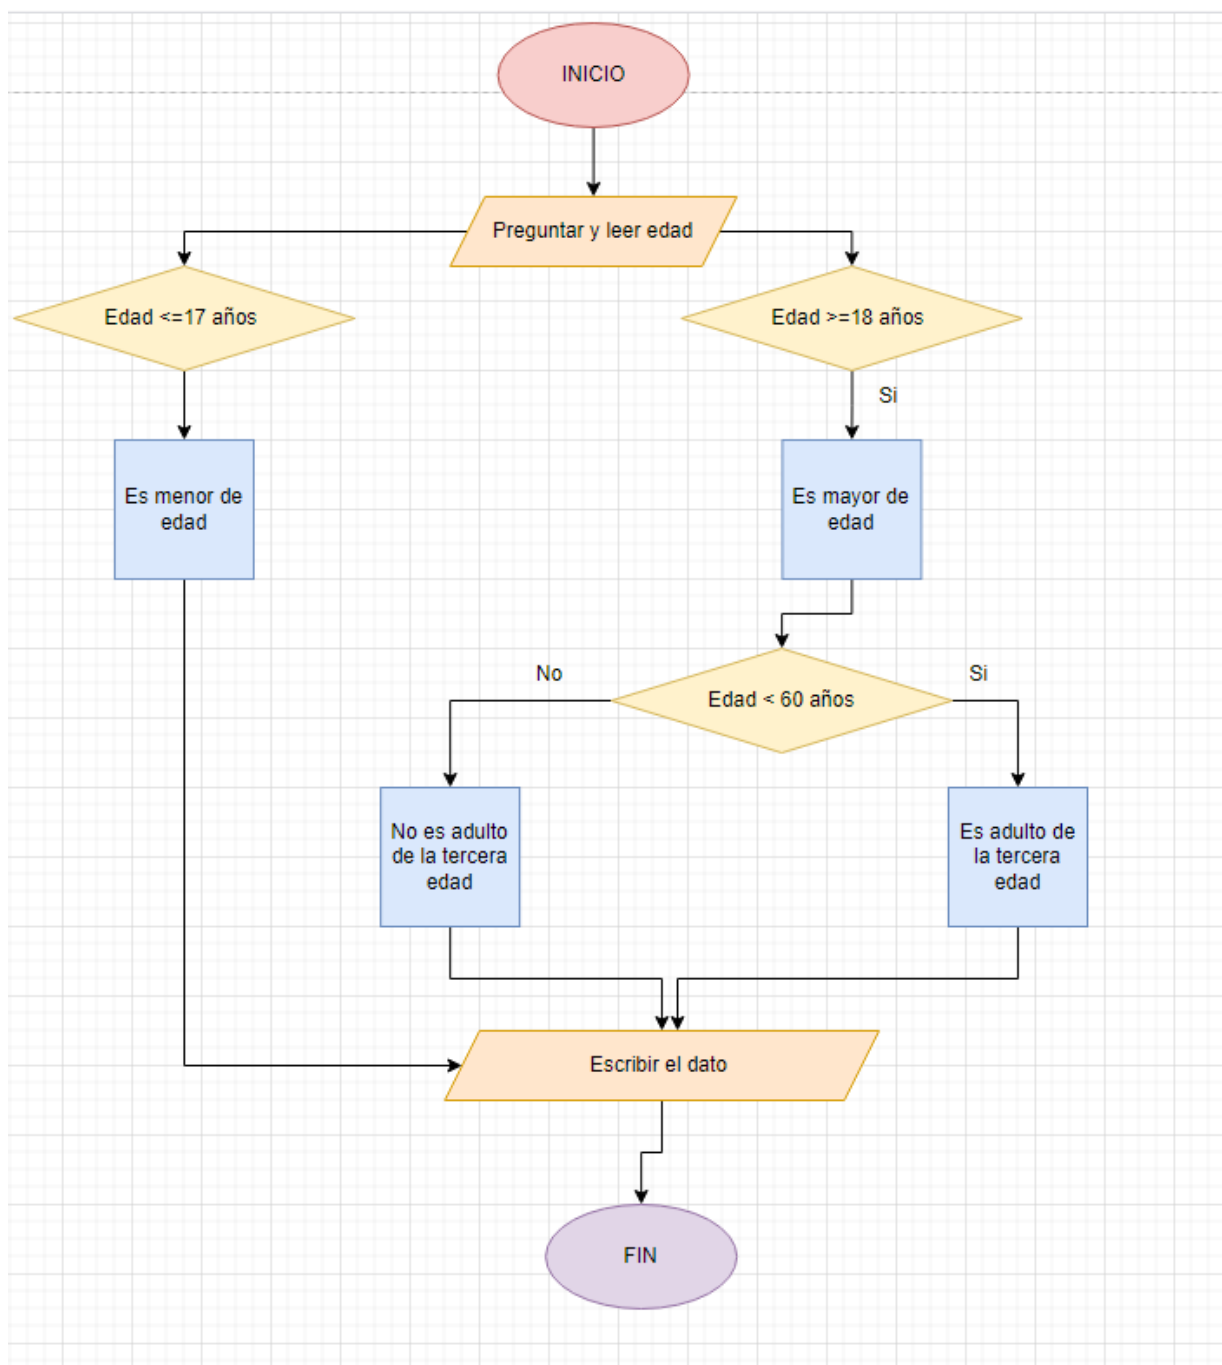 INICIO
Preguntar y leer edad
Edad <=17 años
Edad >=18 años
Si
Es menor de
edad
Es mayor de
edad
No
Si
Edad < 60 años
No es adulto
de la tercera
edad
Es adulto de
la tercera
edad
Escribir el dato
FIN